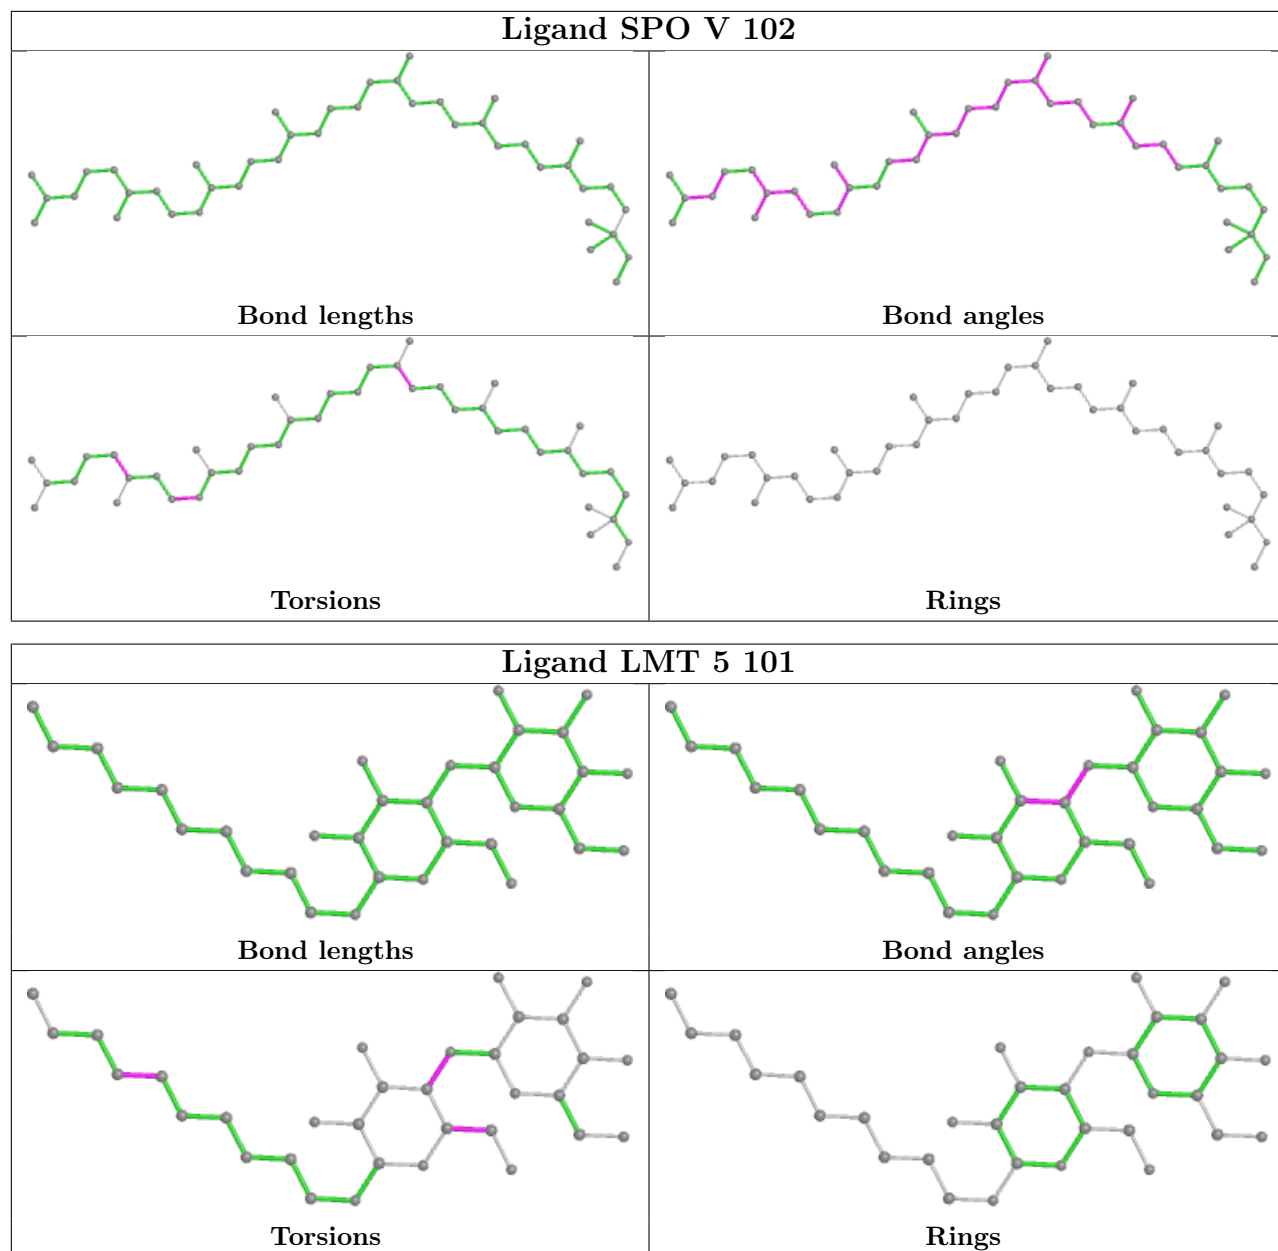 Ligand SPO V 102
Bond lengths
Bond angles
Torsions
Rings
Ligand LMT 5 101
Bond lengths
Bond angles
Torsions
Rings